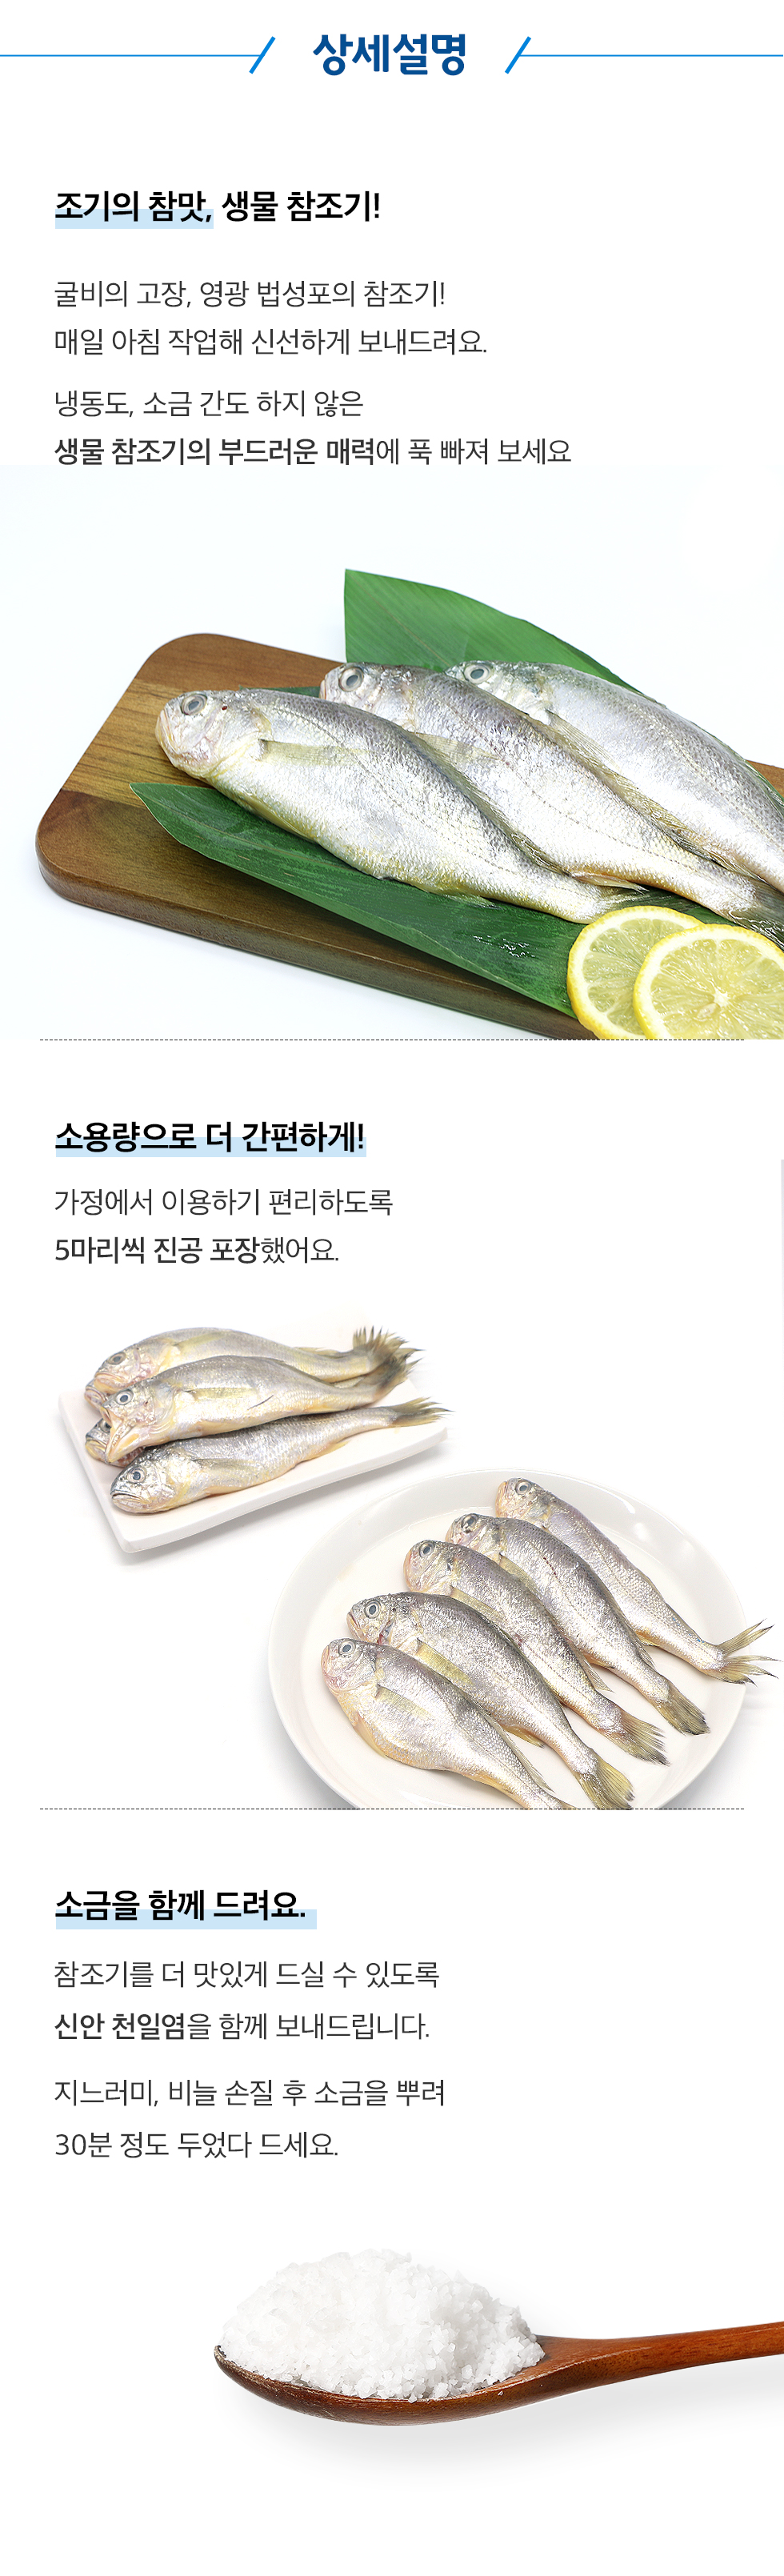 상세설명
조기의 참맛, 생물 참조기!
굴비의 고장, 영광 법성포의 참조기!
매일 아침 작업해 신선하게 보내드려요.
냉동도, 소금 간도 하지 않은
생물 참조기의 부드러운 매력에 푹 빠져 보세요
소용량으로 더 간편하게!
가정에서 이용하기 편리하도록
5마리씩 진공 포장했어요.
소금을 함께 드려요.
참조기를 더 맛있게 드실 수 있도록
신안 천일염을 함께 보내드립니다.
지느러미, 비늘 손질 후 소금을 뿌려
30분 정도 두었다 드세요.